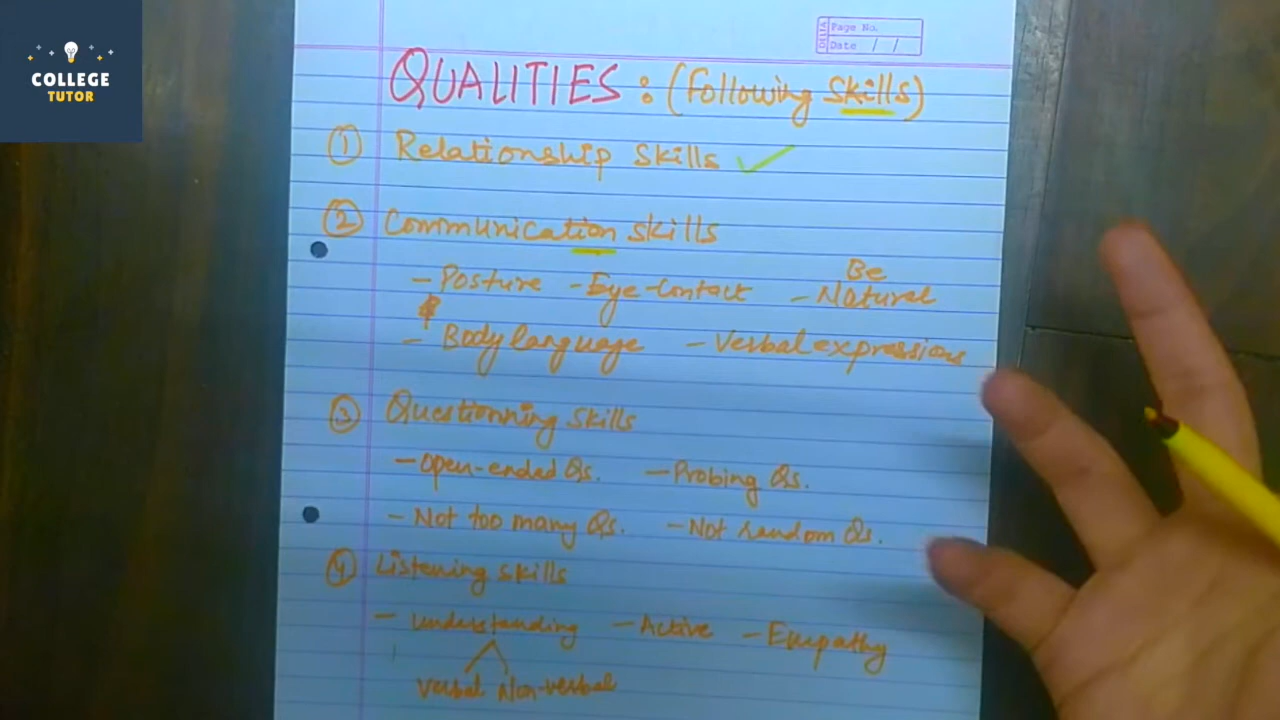 COLLEGE
TUTOR
DELTA
Page No.
Date / /
QUALITIES : (Following skills)
① Relationship skills ✓
② Communication skills
- Posture - Eye-contact - Be Natural
- Body language - Verbal expressions
③ Questionning skills
- Open-ended Qs. - Probing Qs.
- Not too many Qs. - Not random Qs.
④ Listening skills
- Understanding - Active - Empathy
Verbal Non-verbal